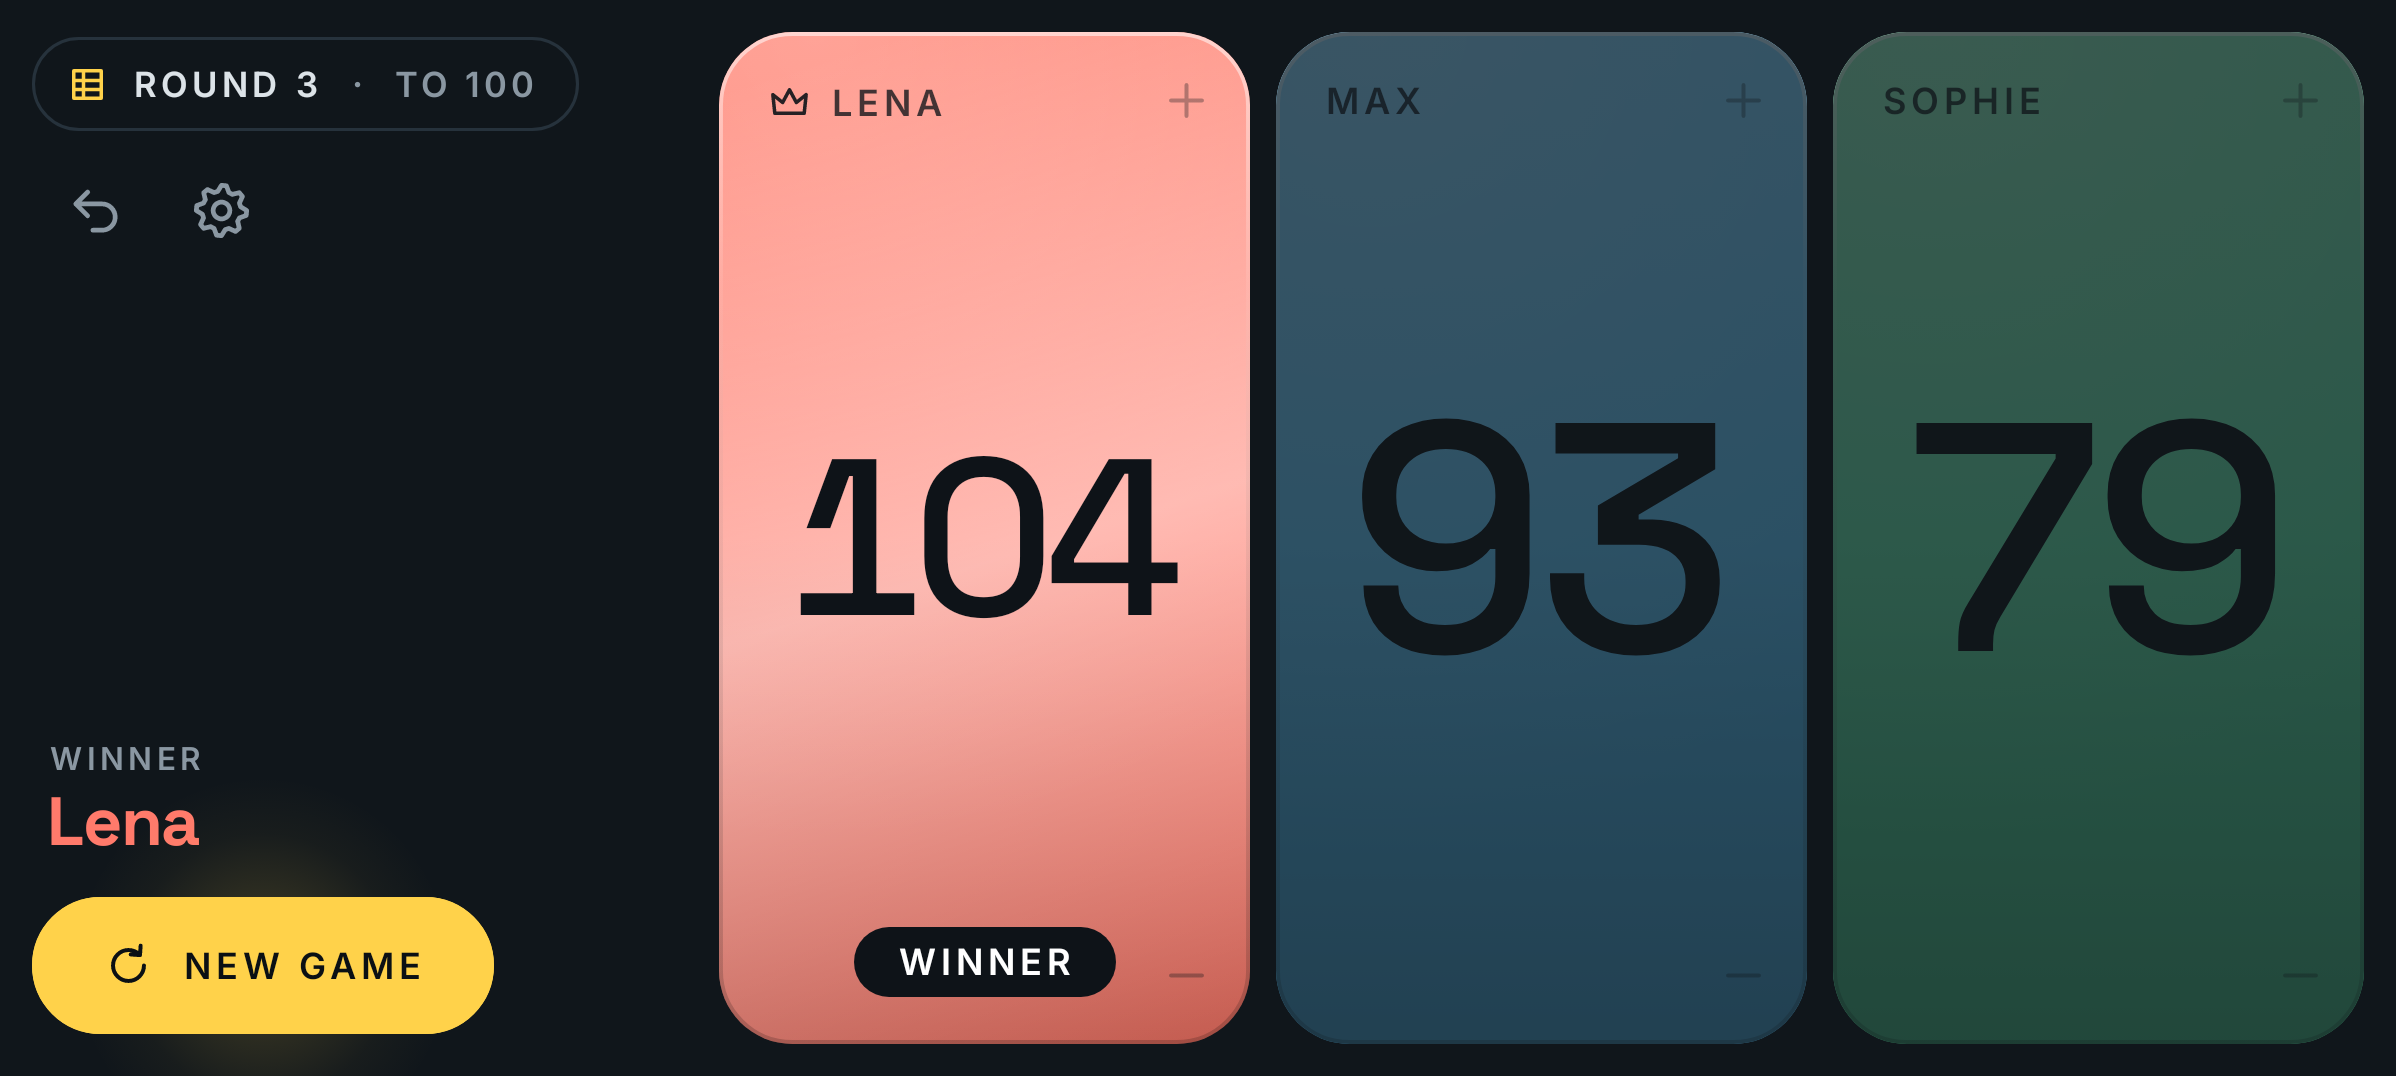 ROUND 3 · TO 100
WINNER
Lena
NEW GAME
LENA
104
WINNER
MAX
93
SOPHIE
79